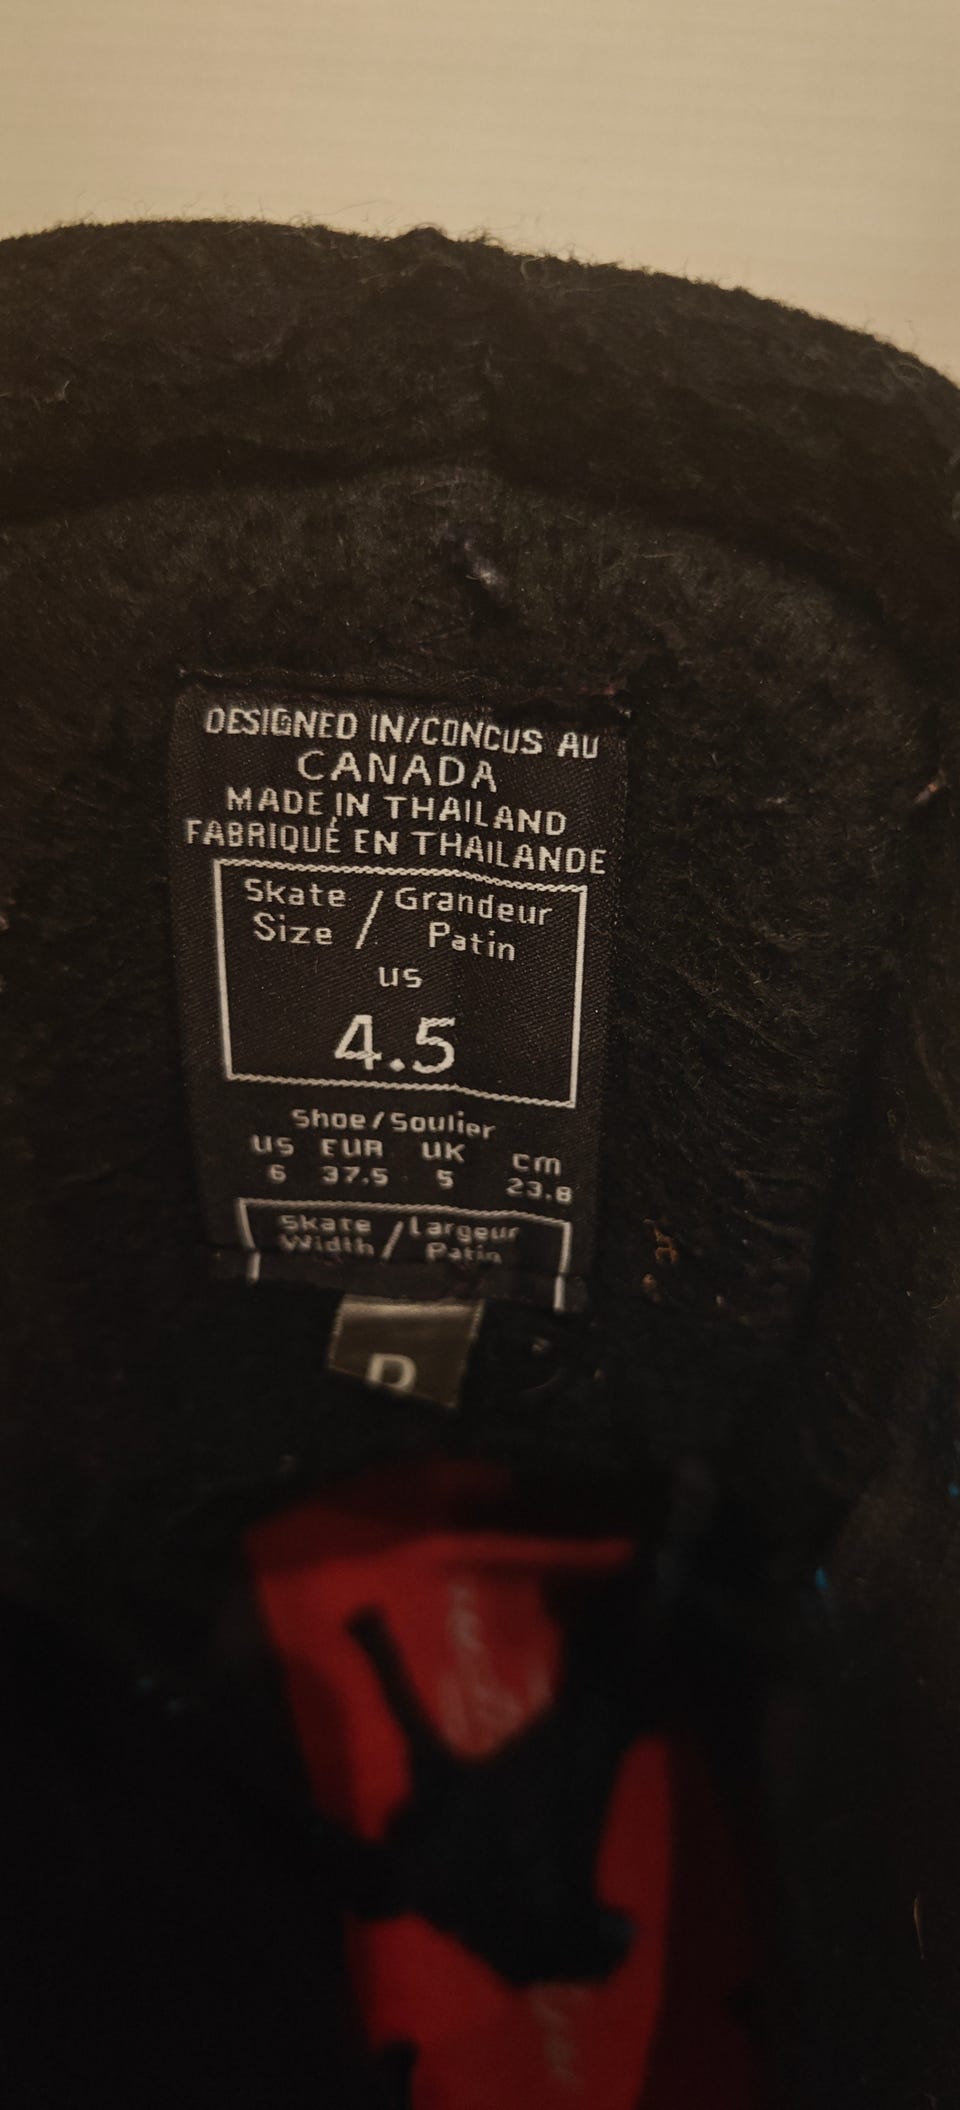 DESIGNED IN/CONCUS AU
CANADA
MADE IN THAILAND
FABRIQUÉ EN THAILANDE
Skate / Grandeur
Size Patin
us
4.5
Shoe/Soulier
US EUR UK cm
6 37.5 5 23.8
Skate / Largeur
Width Patin